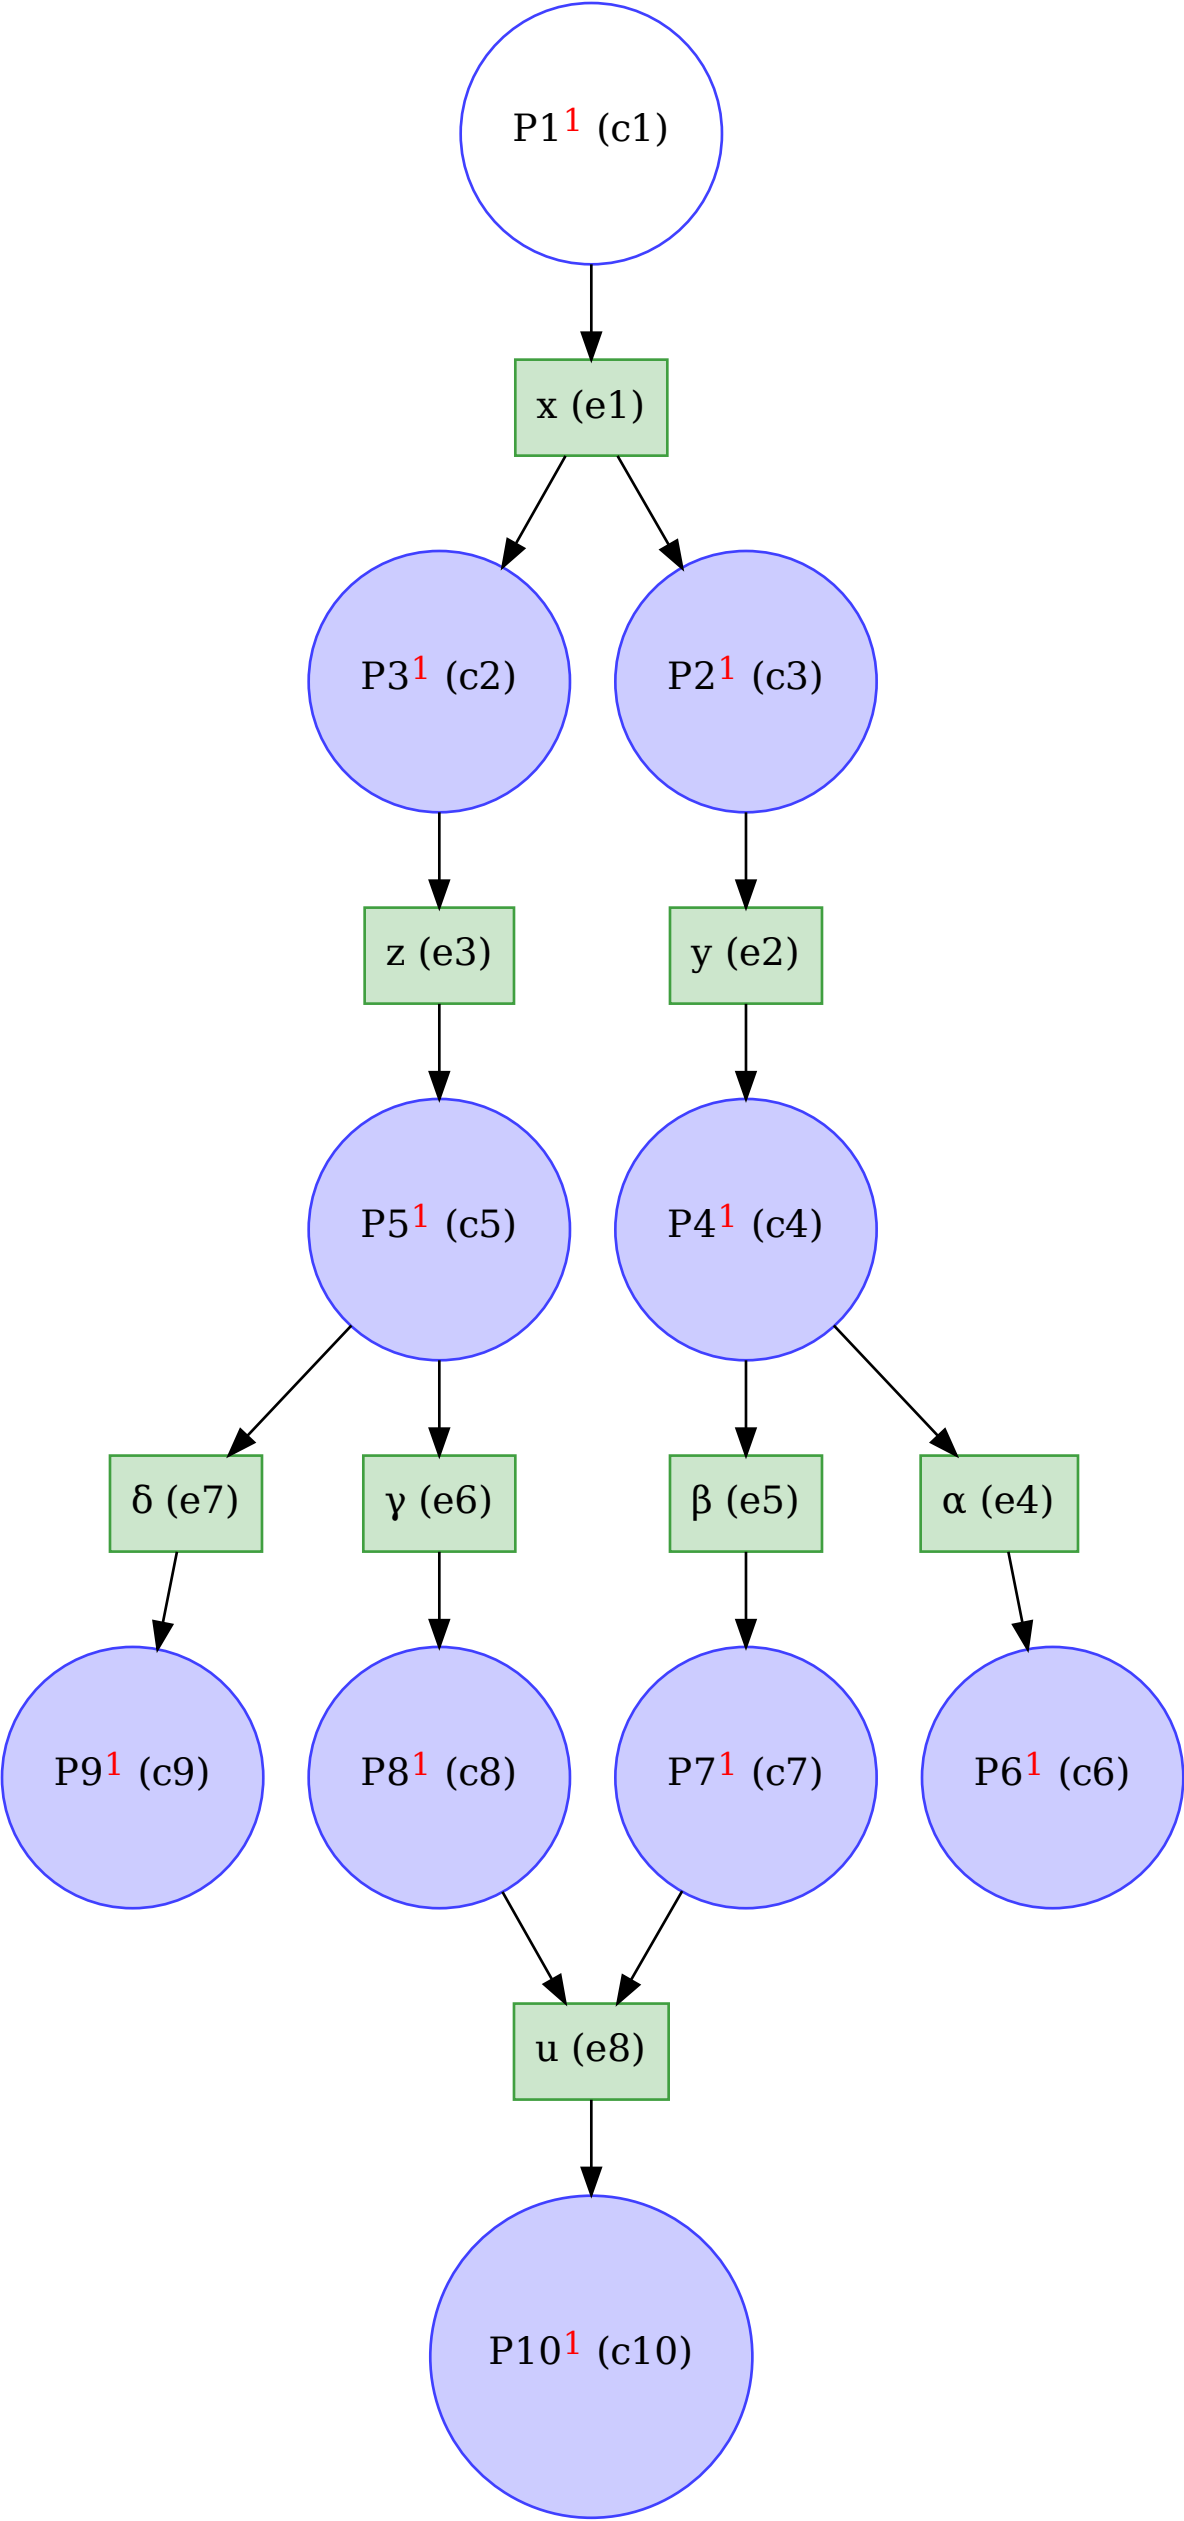 P1¹ (c1)
x (e1)
P3¹ (c2)
P2¹ (c3)
z (e3)
y (e2)
P5¹ (c5)
P4¹ (c4)
δ (e7)
γ (e6)
β (e5)
α (e4)
P9¹ (c9)
P8¹ (c8)
P7¹ (c7)
P6¹ (c6)
u (e8)
P10¹ (c10)